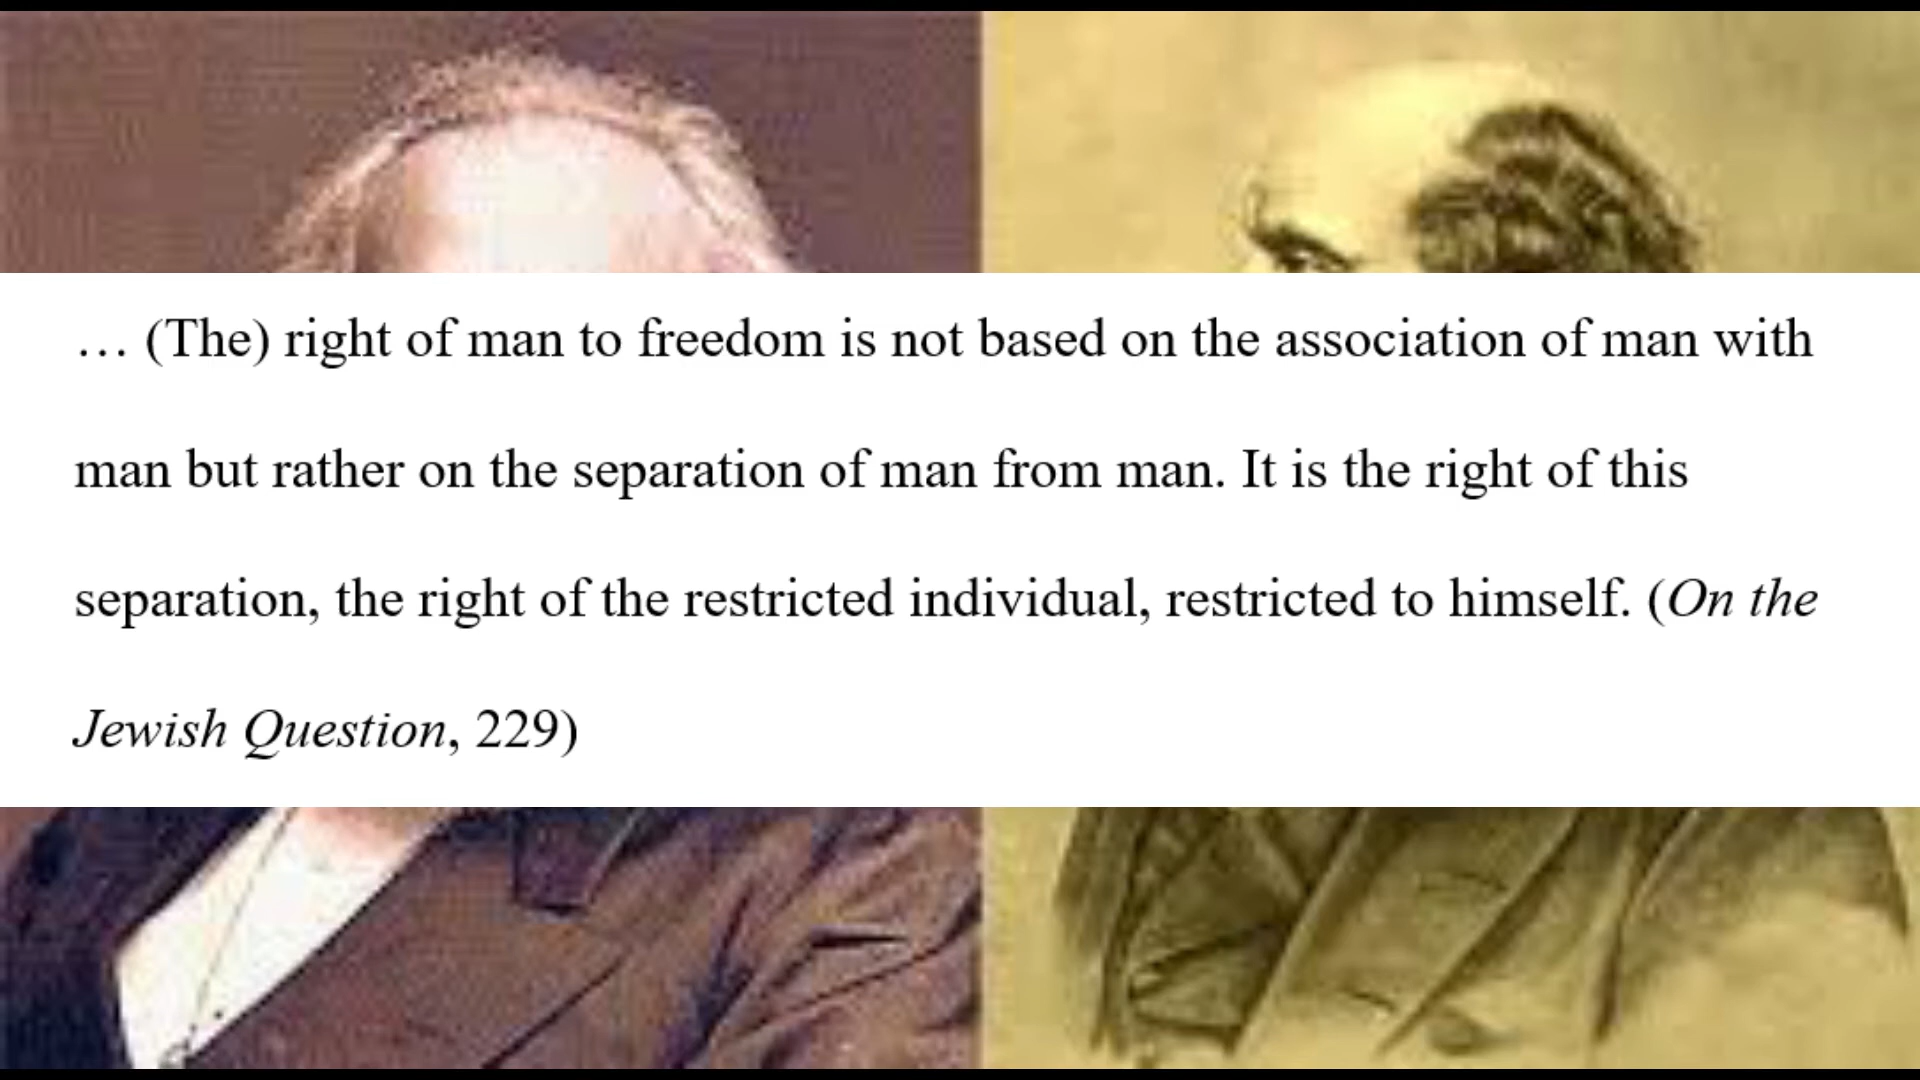 … (The) right of man to freedom is not based on the association of man with
man but rather on the separation of man from man. It is the right of this
separation, the right of the restricted individual, restricted to himself. (On the
Jewish Question, 229)